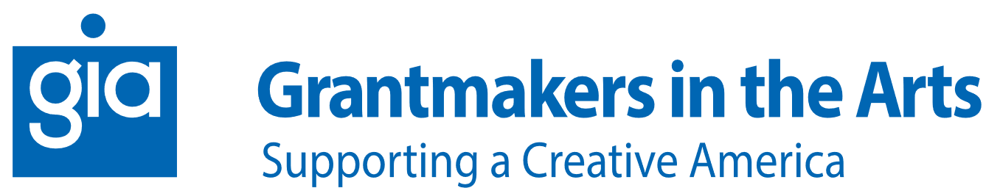 gia
Grantmakers in the Arts
Supporting a Creative America